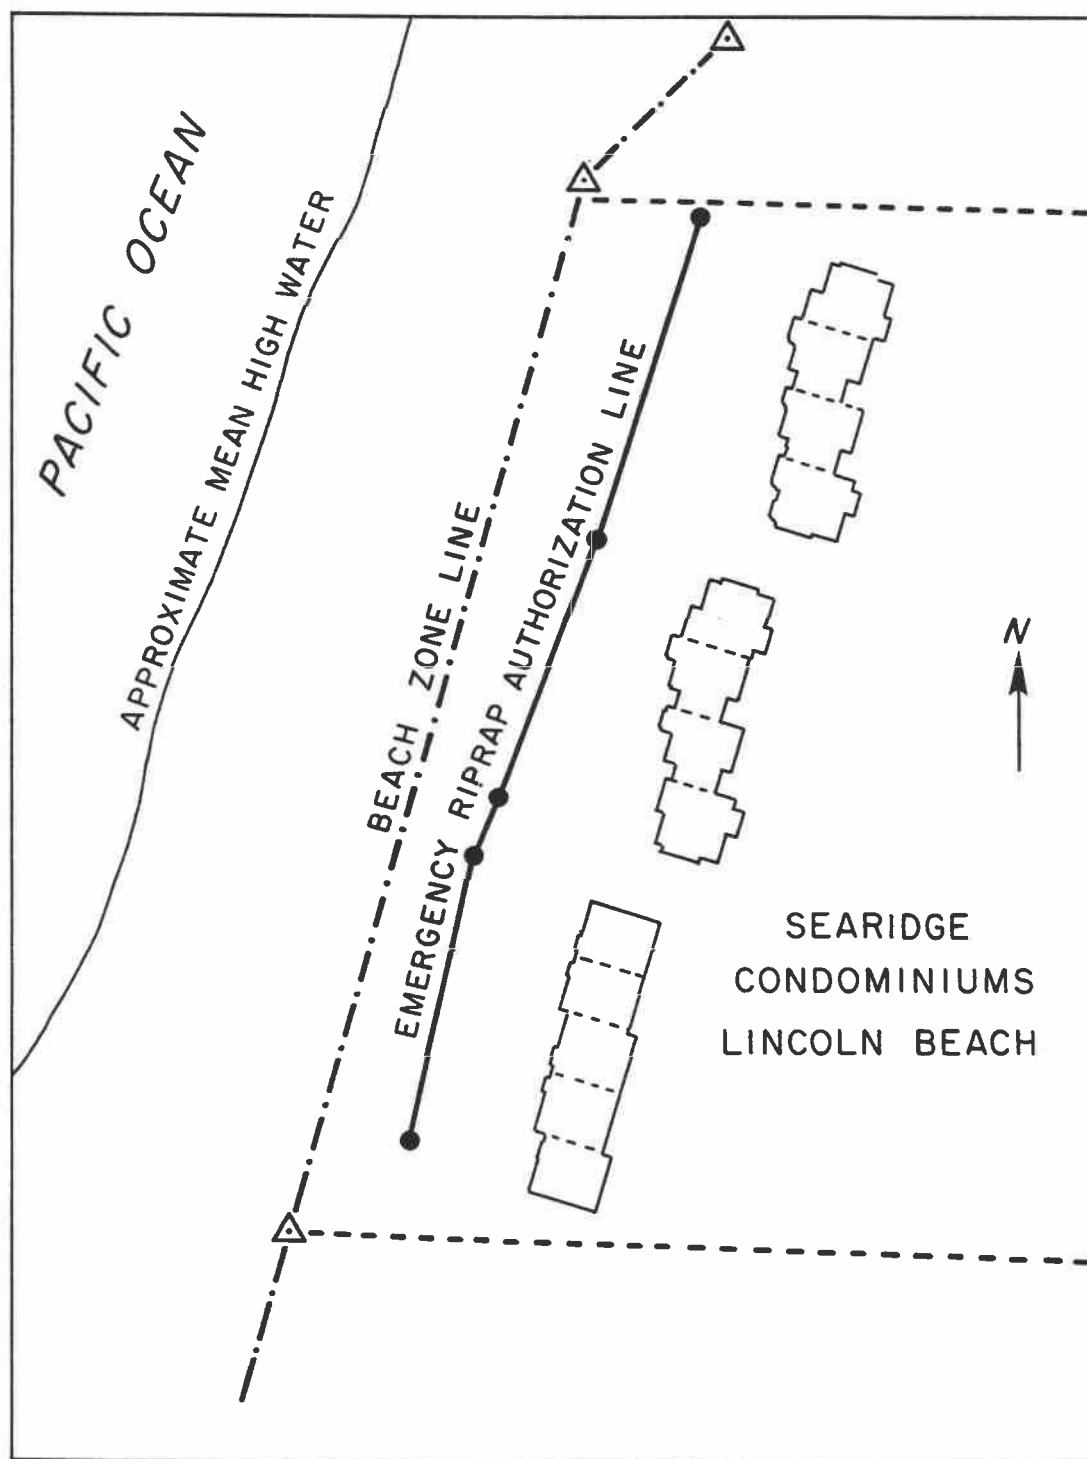 PACIFIC OCEAN
APPROXIMATE MEAN HIGH WATER
BEACH ZONE LINE
EMERGENCY RIPRAP AUTHORIZATION LINE
N
SEARIDGE
CONDOMINIUMS
LINCOLN BEACH